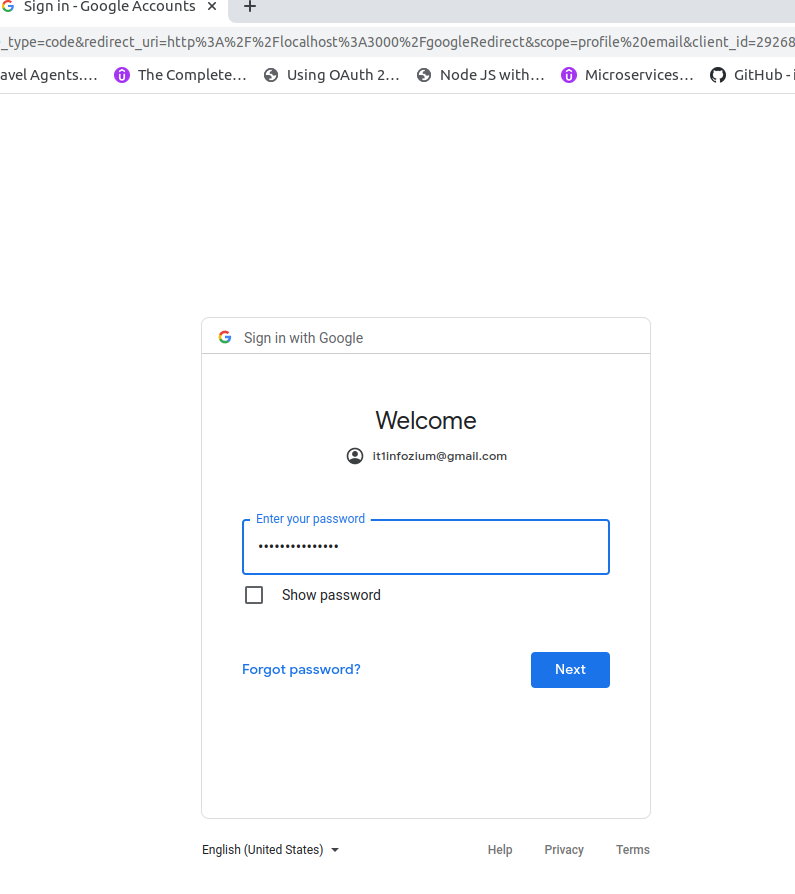 Sign in - Google Accounts
_type=code&redirect_uri=http%3A%2F%2Flocalhost%3A3000%2FgoogleRedirect&scope=profile%20email&client_id=29268
avel Agents.... The Complete... Using OAuth 2... Node JS with... Microservices... GitHub - i
Sign in with Google
Welcome
it1infozium@gmail.com
Enter your password
•••••••••••••••
Show password
Forgot password? Next
English (United States) Help Privacy Terms